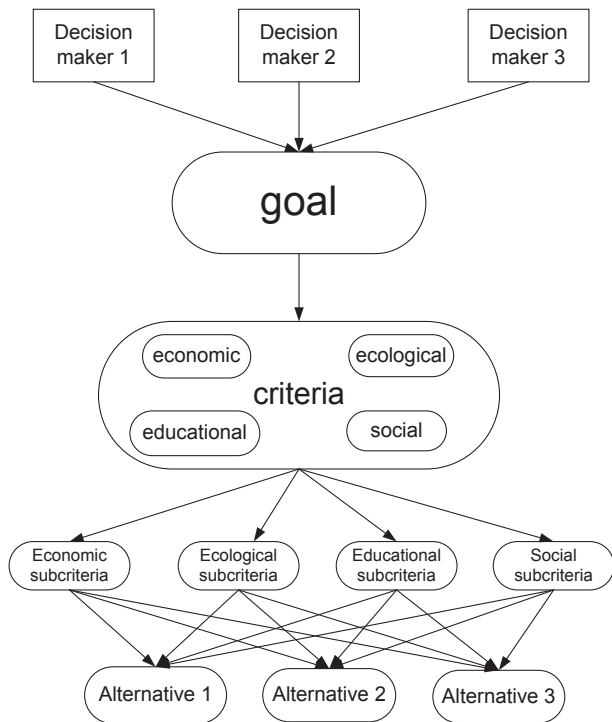 Decision
maker 1
Decision
maker 2
Decision
maker 3
goal
economic
ecological
criteria
educational
social
Economic
subcriteria
Ecological
subcriteria
Educational
subcriteria
Social
subcriteria
Alternative 1
Alternative 2
Alternative 3